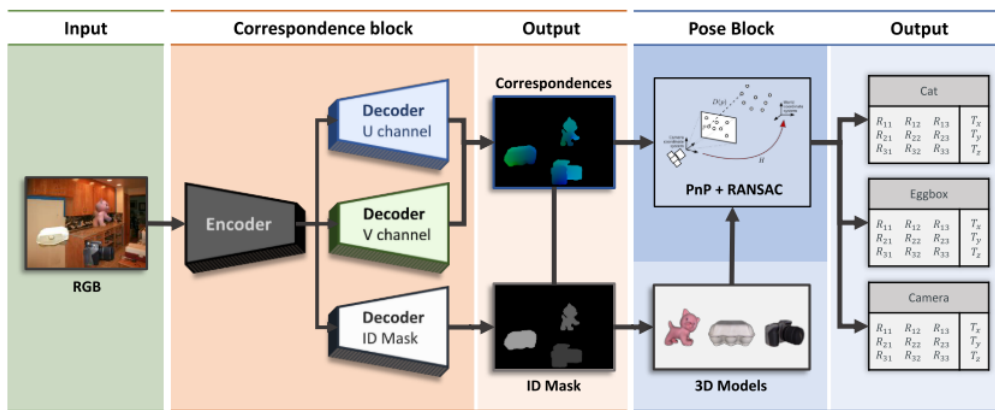 Input
Correspondence block
Output
Pose Block
Output
RGB
Encoder
Decoder
U channel
Decoder
V channel
Decoder
ID Mask
Correspondences
ID Mask
PnP + RANSAC
3D Models
Cat
R11 R12 R13 Tx
R21 R22 R23 Ty
R31 R32 R33 Tz
Eggbox
R11 R12 R13 Tx
R21 R22 R23 Ty
R31 R32 R33 Tz
Camera
R11 R12 R13 Tx
R21 R22 R23 Ty
R31 R32 R33 Tz